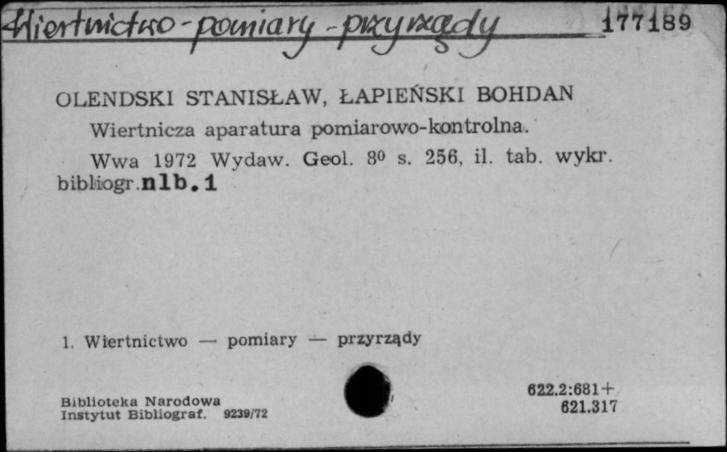 Wiertnictwo - pomiary - przyrządy 177189
OLENDSKI STANISŁAW, ŁAPIEŃSKI BOHDAN
Wiertnicza aparatura pomiarowo-kontrolna.
Wwa 1972 Wydaw. Geol. 8⁰ s. 256, il. tab. wykr.
bibliogr.nlb.1
1. Wiertnictwo — pomiary — przyrządy
622.2:681+
621.317
Biblioteka Narodowa
Instytut Bibliograf. 9239/72